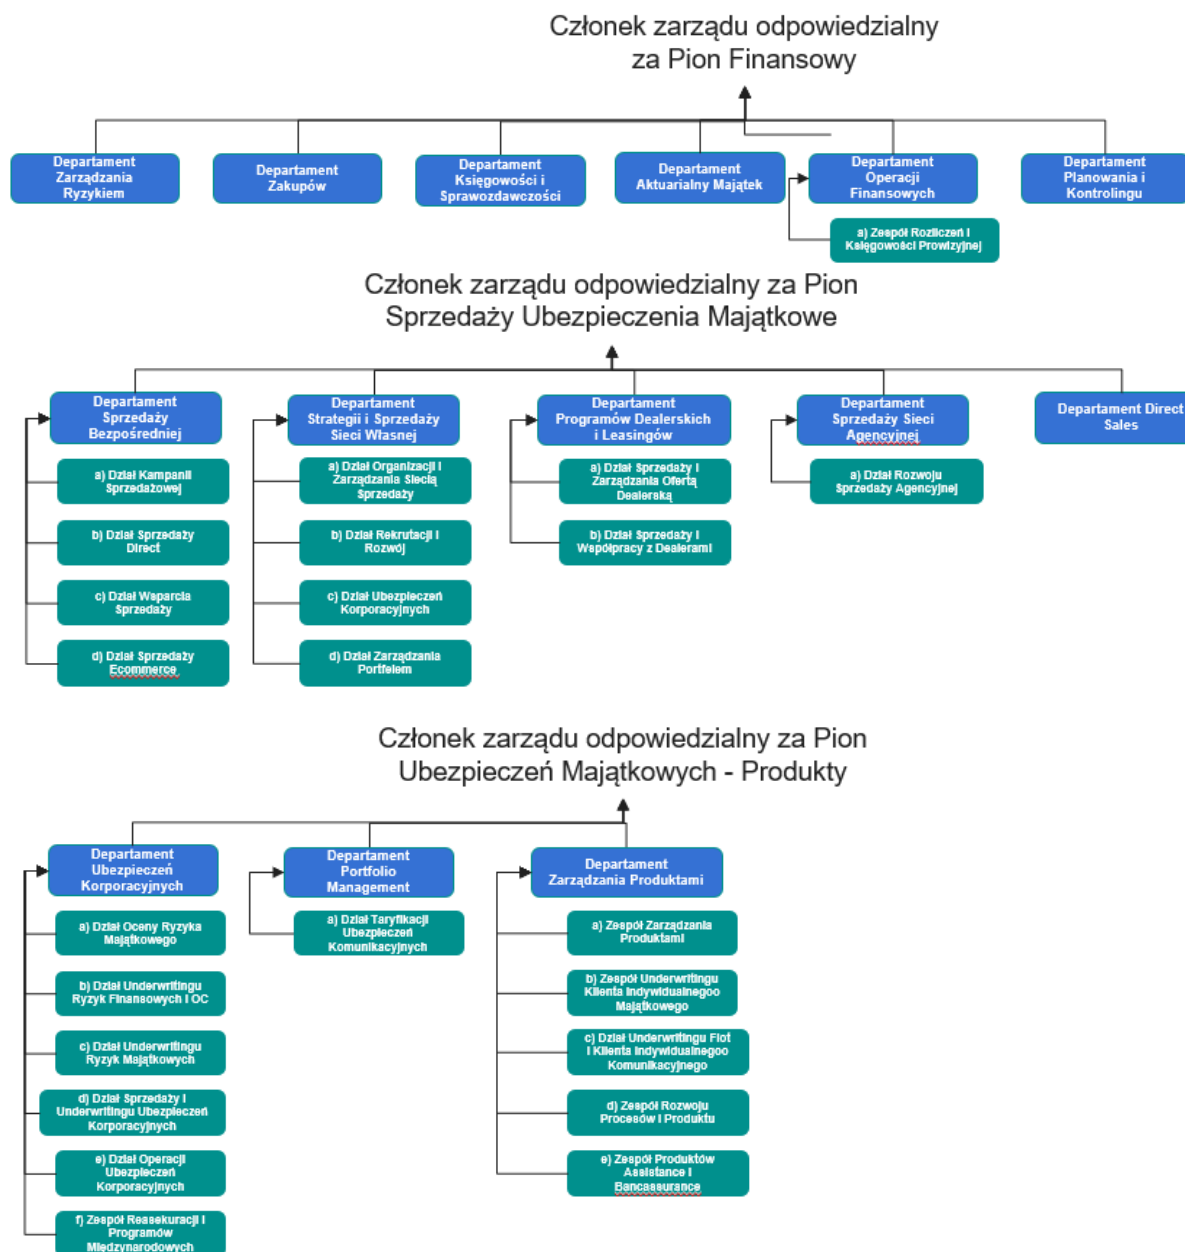 Członek zarządu odpowiedzialny
za Pion Finansowy
Departament
Zarządzania
Ryzykiem
Departament
Zakupów
Departament
Księgowości i
Sprawozdawczości
Departament
Aktuarialny Majątek
Departament
Operacji
Finansowych
Departament
Planowania i
Kontrolingu
a) Zespół Rozliczeń i
Księgowości Prowizyjnej
Członek zarządu odpowiedzialny za Pion
Sprzedaży Ubezpieczenia Majątkowe
Departament
Sprzedaży
Bezpośredniej
a) Dział Kampanii
Sprzedażowej
b) Dział Sprzedaży
Direct
c) Dział Wsparcia
Sprzedaży
d) Dział Sprzedaży
Ecommerce
Departament
Strategii i Sprzedaży
Sieci Własnej
a) Dział Organizacji i
Zarządzania Siecią
Sprzedaży
b) Dział Rekrutacji i
Rozwój
c) Dział Ubezpieczeń
Korporacyjnych
d) Dział Zarządzania
Portfelem
Departament
Programów Dealerskich
i Leasingów
a) Dział Sprzedaży i
Zarządzania Ofertą
Dealerską
b) Dział Sprzedaży i
Współpracy z Dealerami
Departament
Sprzedaży Sieci
Agencyjnej
a) Dział Rozwoju
Sprzedaży Agencyjnej
Departament Direct
Sales
Członek zarządu odpowiedzialny za Pion
Ubezpieczeń Majątkowych - Produkty
Departament
Ubezpieczeń
Korporacyjnych
a) Dział Oceny Ryzyka
Majątkowego
b) Dział Underwritingu
Ryzyk Finansowych i OC
c) Dział Underwritingu
Ryzyk Majątkowych
d) Dział Sprzedaży i
Underwritingu Ubezpieczeń
Korporacyjnych
e) Dział Operacji
Ubezpieczeń
Korporacyjnych
f) Zespół Reasekuracji i
Programów
Międzynarodowych
Departament
Portfolio
Management
a) Dział Taryfikacji
Ubezpieczeń
Komunikacyjnych
Departament
Zarządzania Produktami
a) Zespół Zarządzania
Produktami
b) Zespół Underwritingu
Klienta Indywidualnegoo
Majątkowego
c) Dział Underwritingu Flot
i Klienta Indywidualnegoo
Komunikacyjnego
d) Zespół Rozwoju
Procesów i Produktu
e) Zespół Produktów
Assistance i
Bancassurance